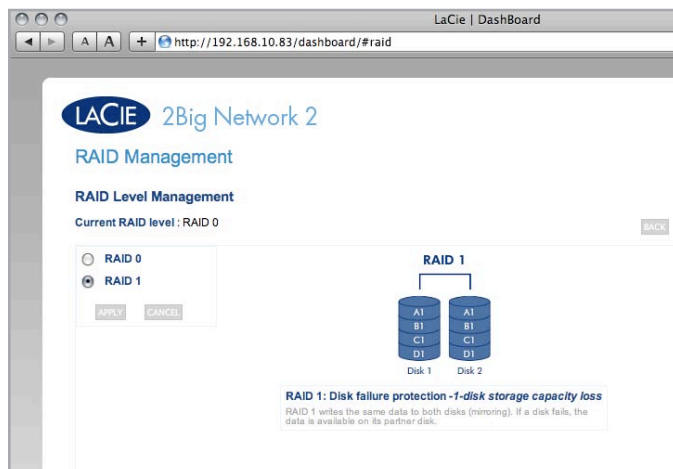 LaCie | DashBoard
A A + http://192.168.10.83/dashboard/#raid
LACIE 2Big Network 2
RAID Management
RAID Level Management
Current RAID level : RAID 0
BACK
RAID 0
RAID 1
APPLY CANCEL
RAID 1
A1 A1
B1 B1
C1 C1
D1 D1
Disk 1 Disk 2
RAID 1: Disk failure protection -1-disk storage capacity loss
RAID 1 writes the same data to both disks (mirroring). If a disk fails, the
data is available on its partner disk.